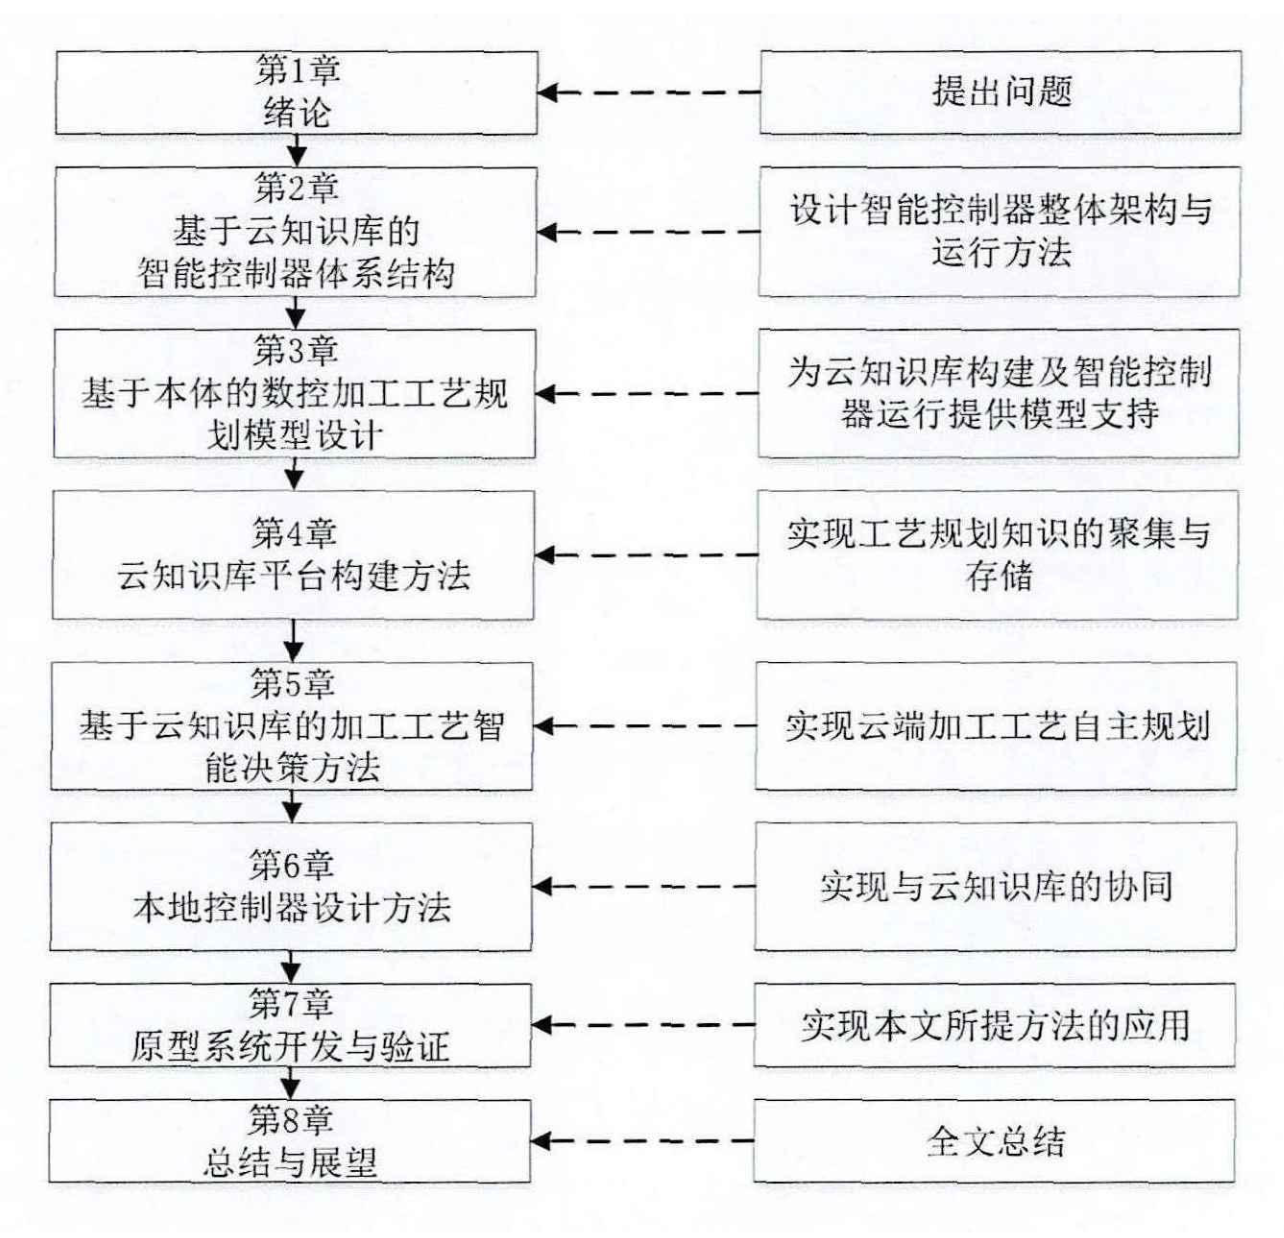 第1章
绪论
提出问题
第2章
基于云知识库的
智能控制器体系结构
设计智能控制器整体架构与
运行方法
第3章
基于本体的数控加工工艺规
划模型设计
为云知识库构建及智能控制
器运行提供模型支持
第4章
云知识库平台构建方法
实现工艺规划知识的聚集与
存储
第5章
基于云知识库的加工工艺智
能决策方法
实现云端加工工艺自主规划
第6章
本地控制器设计方法
实现与云知识库的协同
第7章
原型系统开发与验证
实现本文所提方法的应用
第8章
总结与展望
全文总结